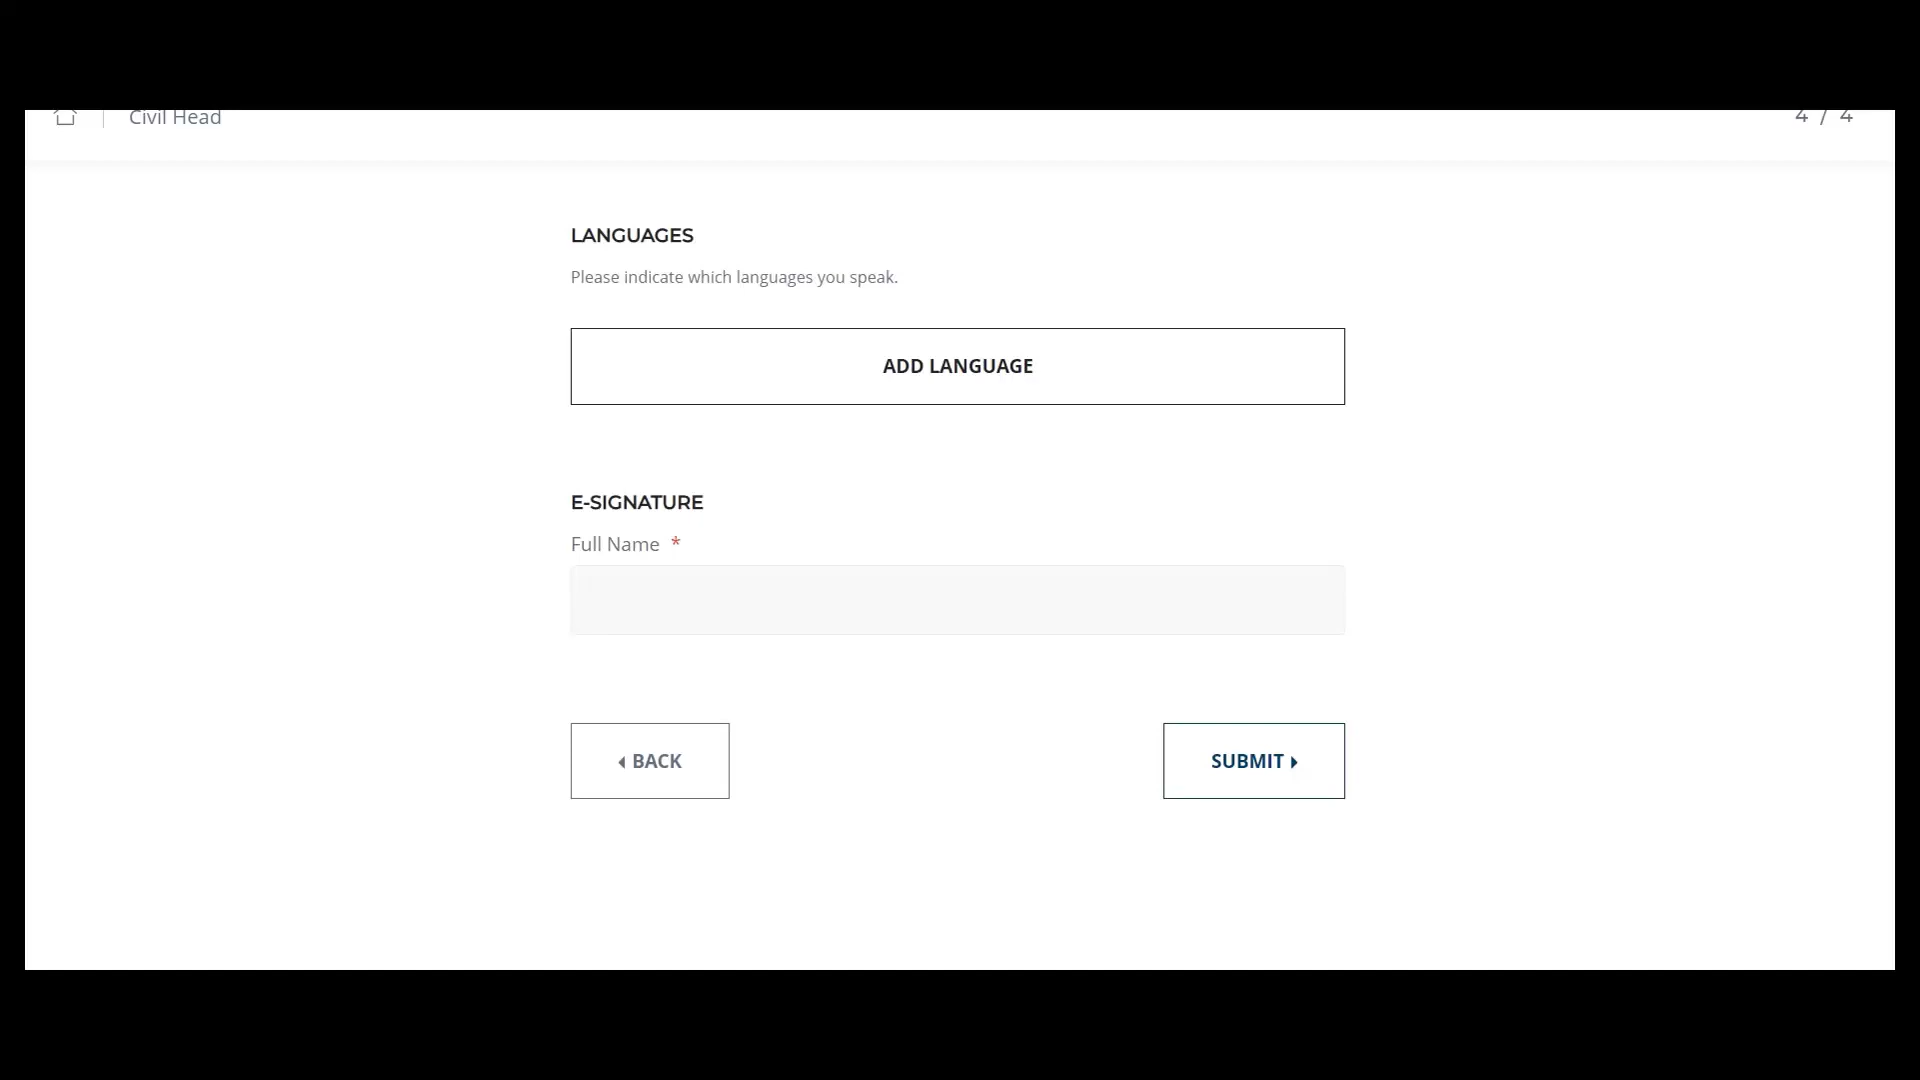 Civil Head
4 / 4
LANGUAGES
Please indicate which languages you speak.
ADD LANGUAGE
E-SIGNATURE
Full Name *
BACK
SUBMIT